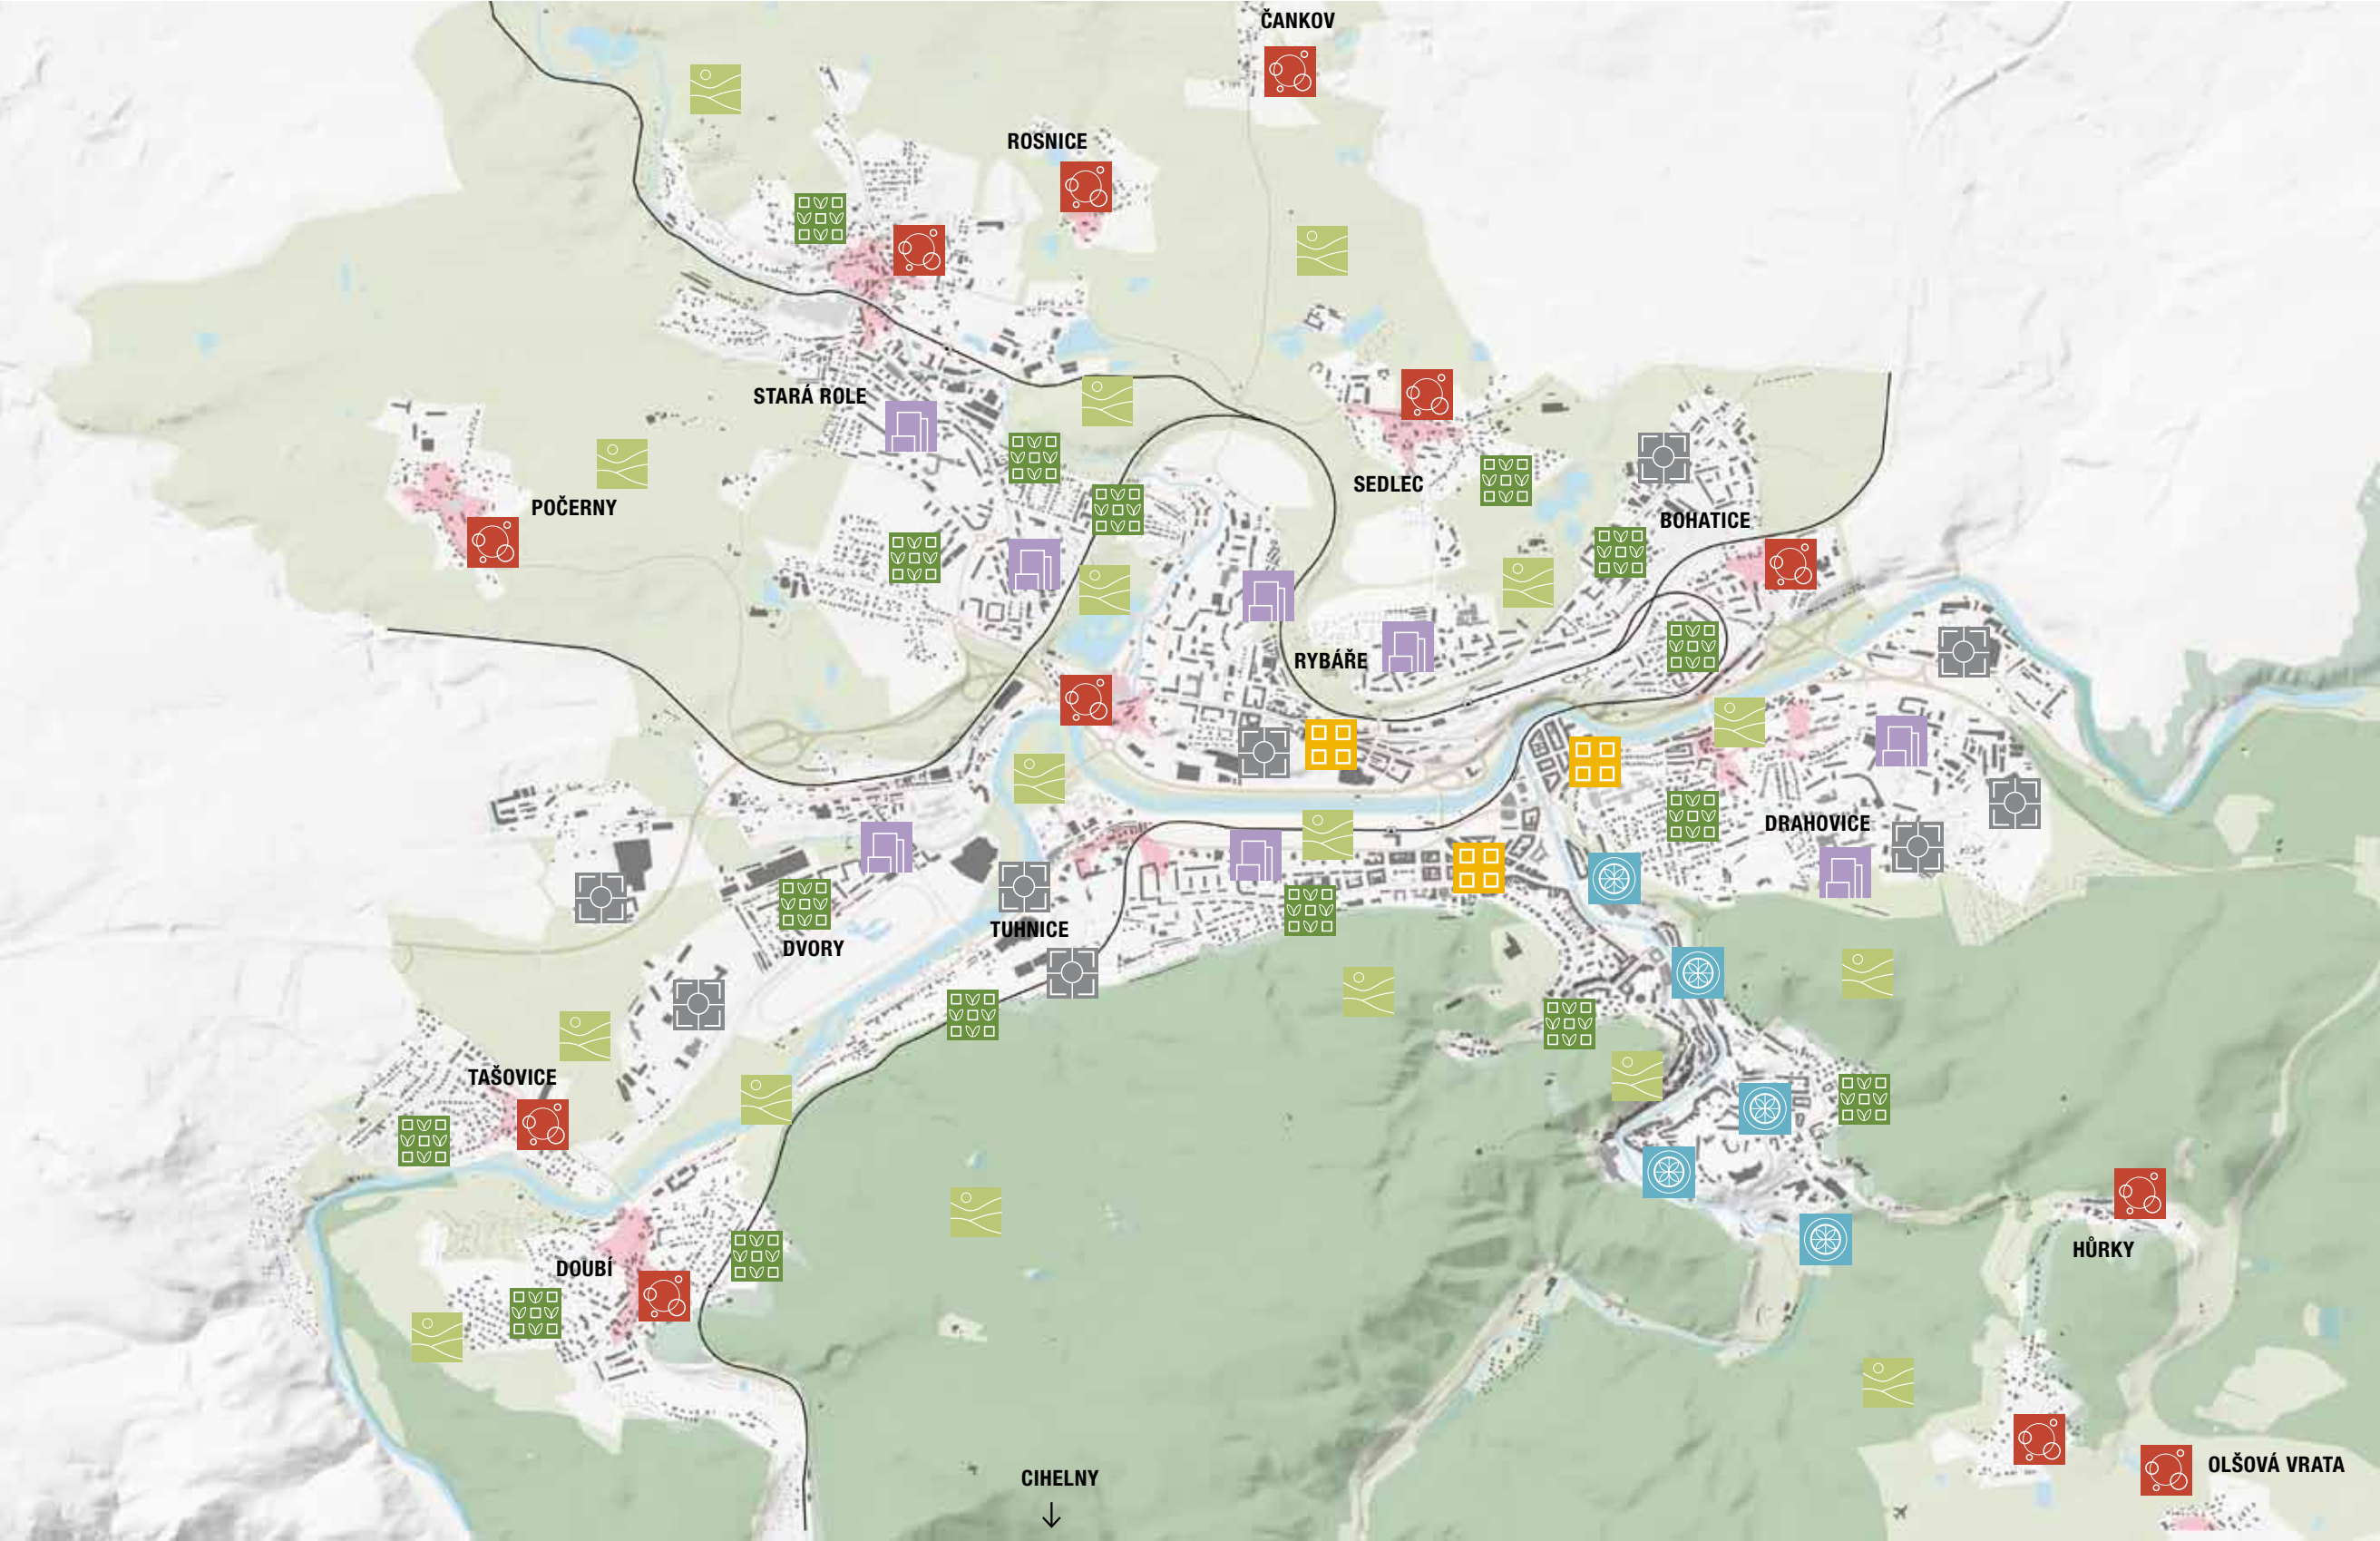 ČANKOV
ROSNICE
STARÁ ROLE
SEDLEC
POČERNY
BOHATICE
RYBÁŘE
DRAHOVICE
TUHNICE
DVORY
TAŠOVICE
HŮRKY
DOUBÍ
OLŠOVÁ VRATA
CIHELNY